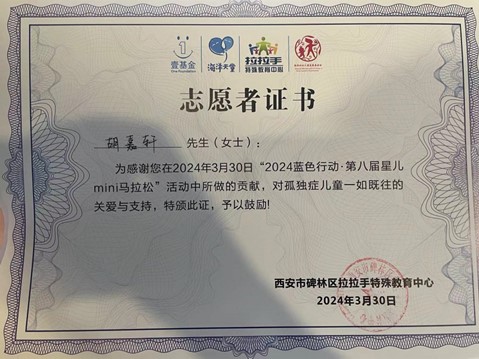 壹基金
One Foundation
海洋天堂
拉拉手
特殊教育中心
志愿者证书
胡嘉轩 先生（女士）：
为感谢您在2024年3月30日“2024蓝色行动·第八届星儿
mini马拉松”活动中所做的贡献，对孤独症儿童一如既往的
关爱与支持，特颁此证，予以鼓励!
西安市碑林区拉拉手特殊教育中心
2024年3月30日